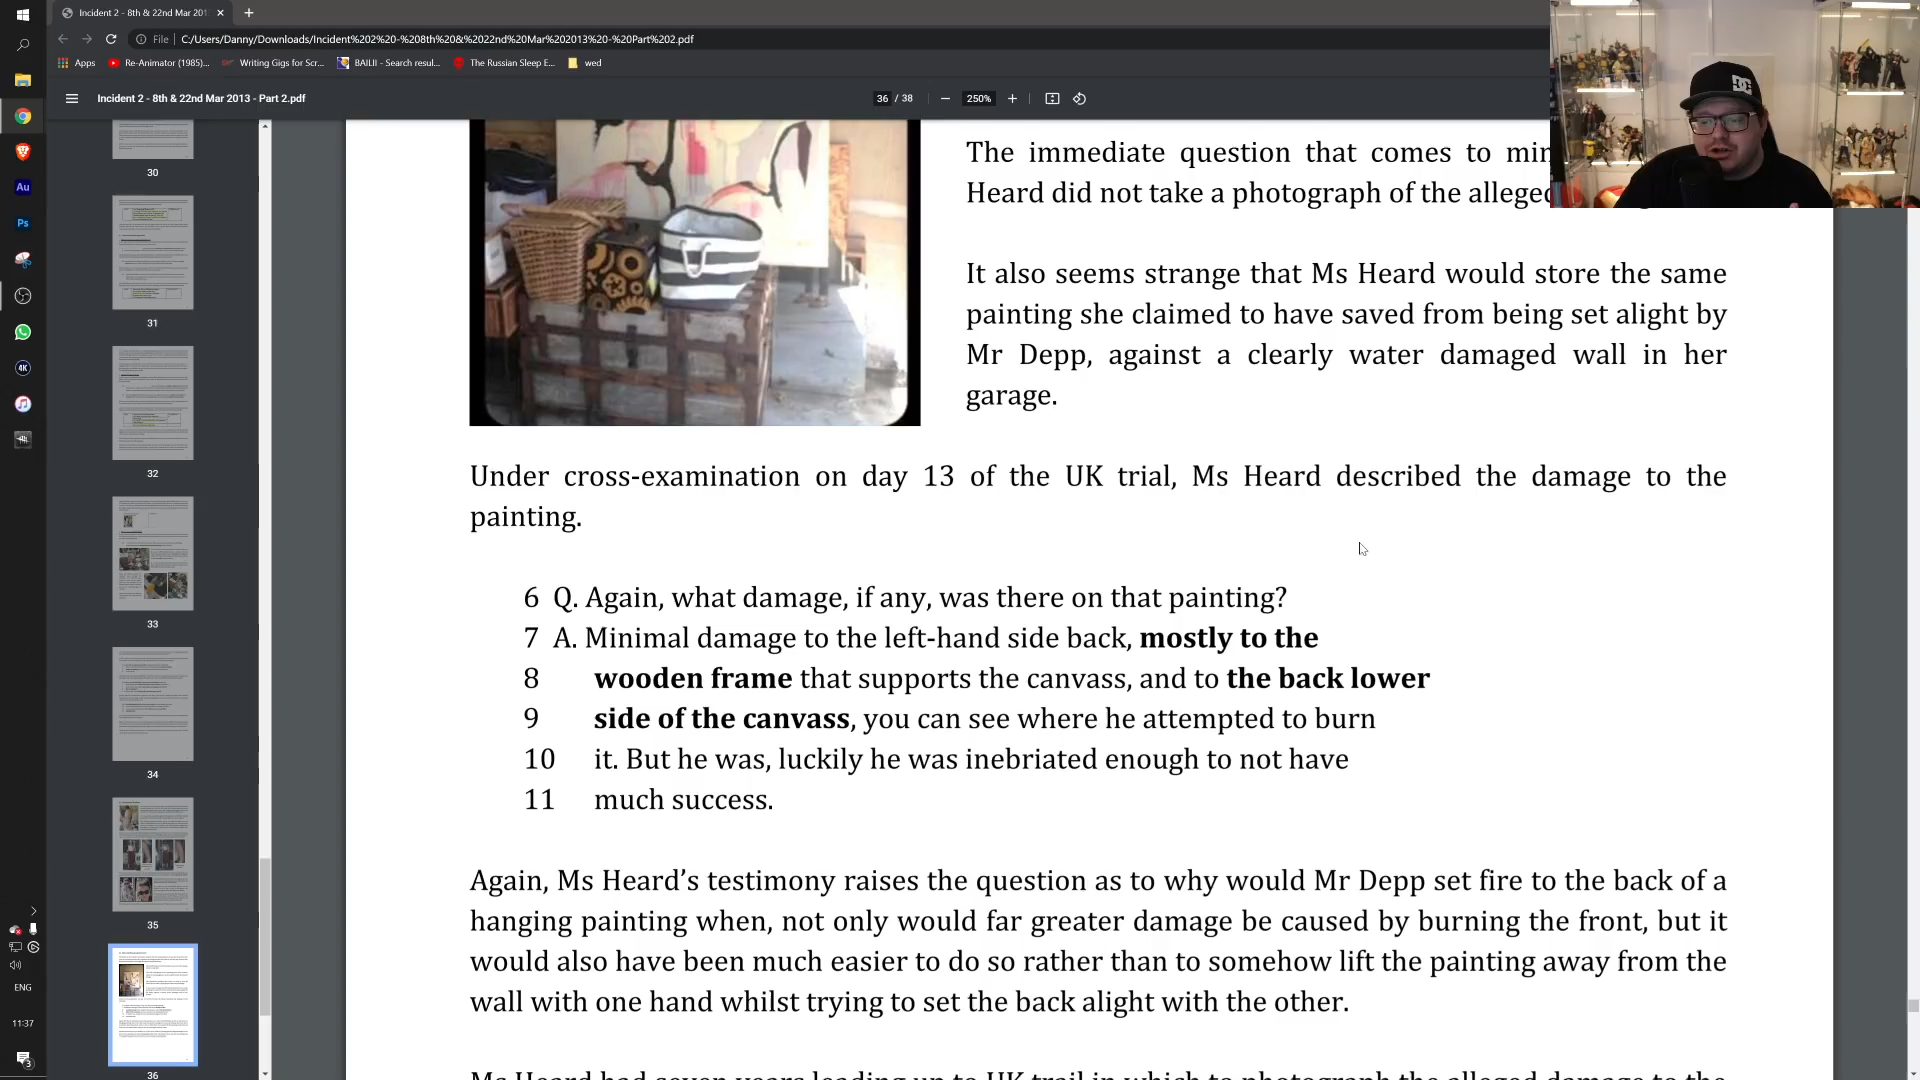 Incident 2 - 8th & 22nd Mar 201
File
C:/Users/Danny/Downloads/Incident%202%20-%208th%20&%2022nd%20Mar%202013%20-%20Part%202.pdf
Apps
Re-Animator (1985)...
Writing Gigs for Scr...
BAILII - Search resul...
The Russian Sleep E...
wed
Incident 2 - 8th & 22nd Mar 2013 - Part 2.pdf
36 / 38
250%
30
31
32
33
34
35
36
Au
Ps
4K
ENG
11:37
3
The immediate question that comes to min
Heard did not take a photograph of the alleged
It also seems strange that Ms Heard would store the same
painting she claimed to have saved from being set alight by
Mr Depp, against a clearly water damaged wall in her
garage.
Under cross-examination on day 13 of the UK trial, Ms Heard described the damage to the
painting.
6 Q. Again, what damage, if any, was there on that painting?
7 A. Minimal damage to the left-hand side back, mostly to the
8 wooden frame that supports the canvass, and to the back lower
9 side of the canvass, you can see where he attempted to burn
10 it. But he was, luckily he was inebriated enough to not have
11 much success.
Again, Ms Heard’s testimony raises the question as to why would Mr Depp set fire to the back of a
hanging painting when, not only would far greater damage be caused by burning the front, but it
would also have been much easier to do so rather than to somehow lift the painting away from the
wall with one hand whilst trying to set the back alight with the other.
Ms Heard had seven years leading up to UK trail in which to photograph the alleged damage to the